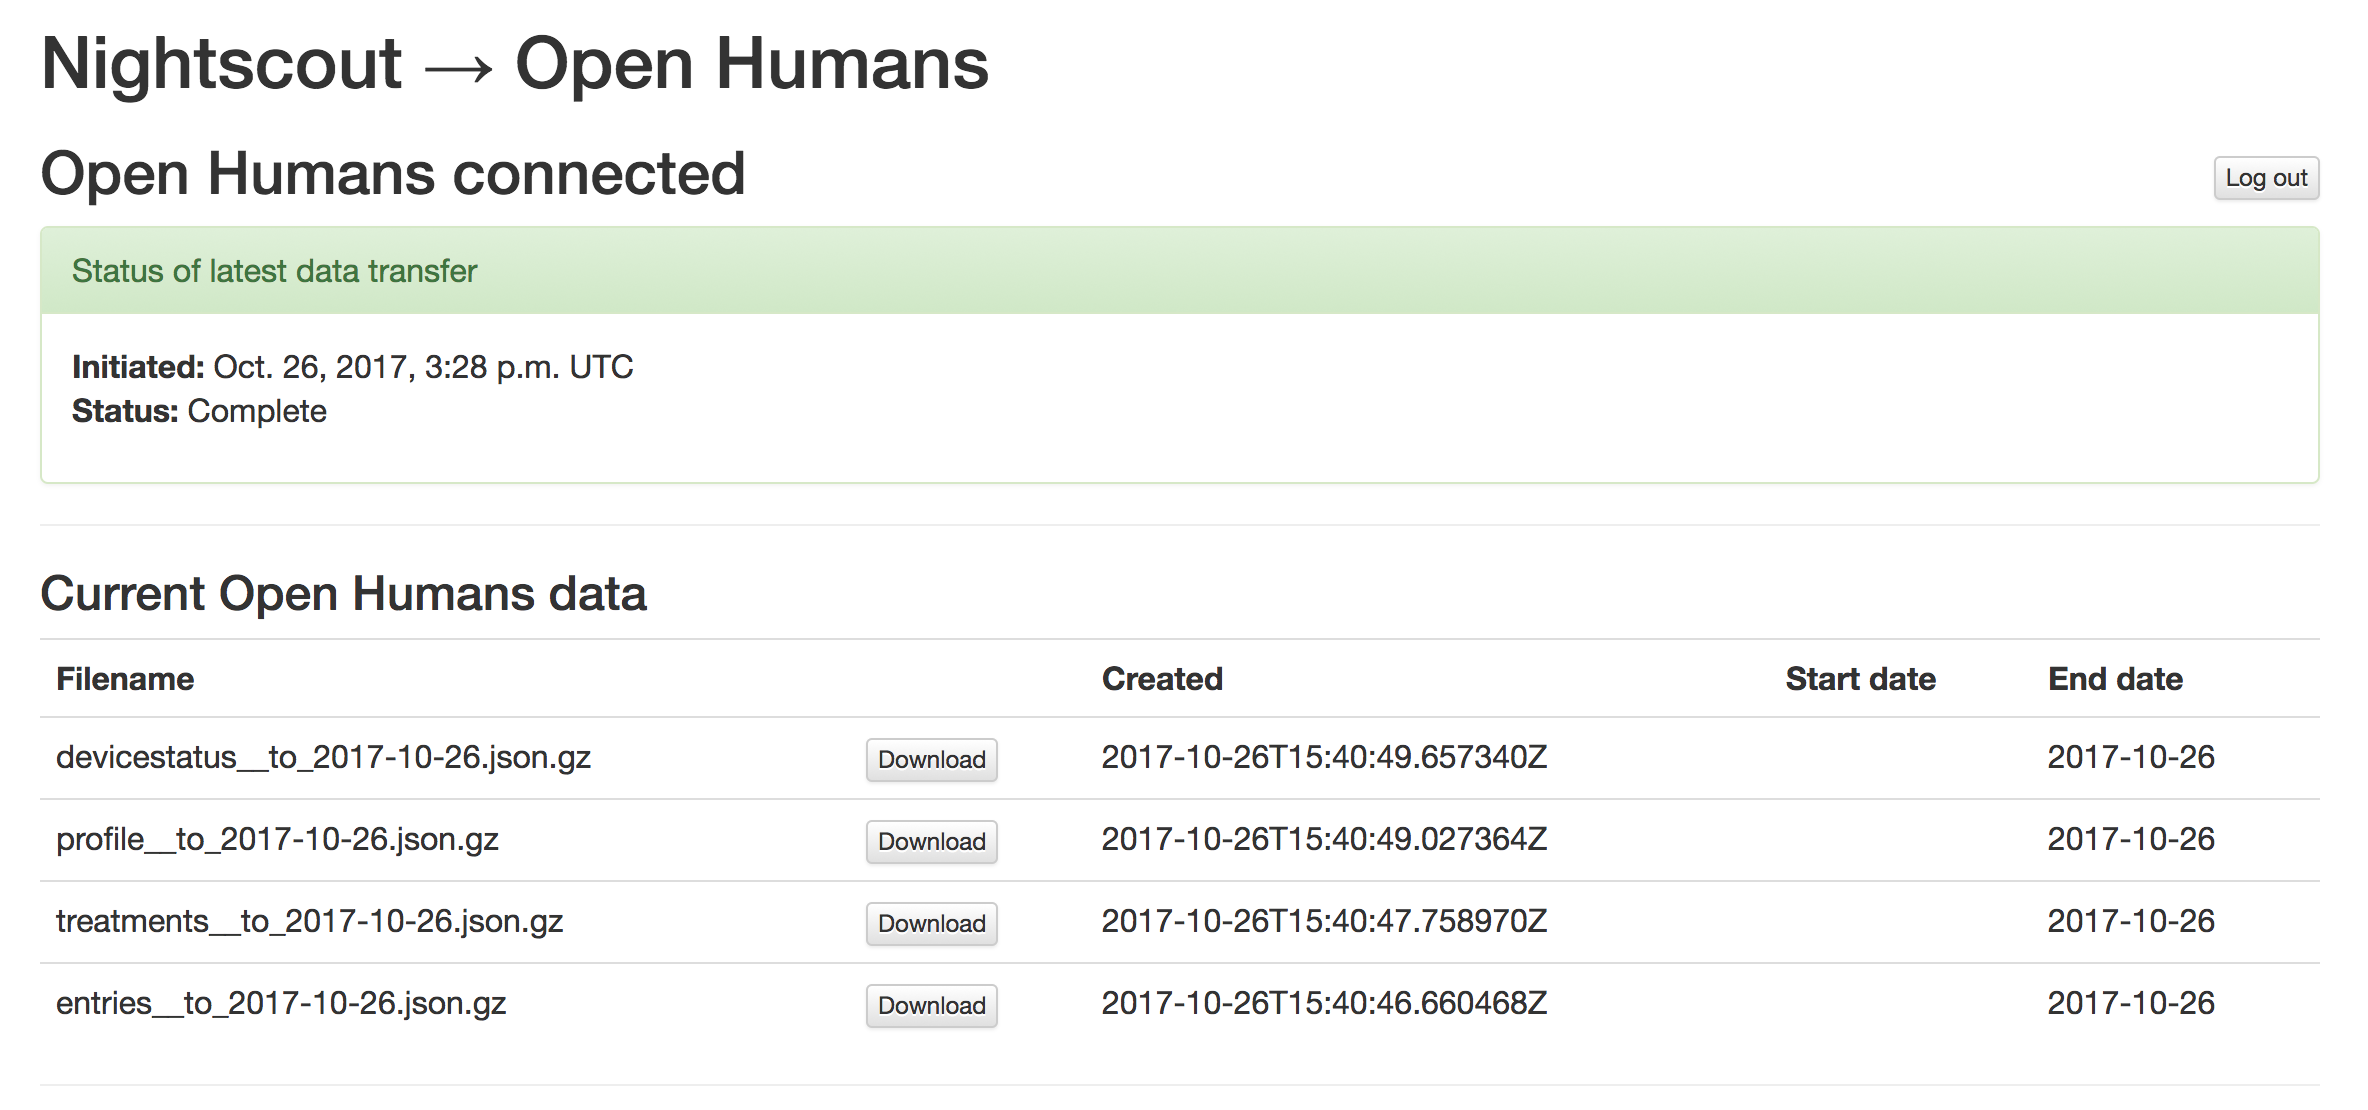 Nightscout → Open Humans
Open Humans connected
Log out
Status of latest data transfer
Initiated: Oct. 26, 2017, 3:28 p.m. UTC
Status: Complete
Current Open Humans data
Filename Created Start date End date
devicestatus__to_2017-10-26.json.gz Download 2017-10-26T15:40:49.657340Z 2017-10-26
profile__to_2017-10-26.json.gz Download 2017-10-26T15:40:49.027364Z 2017-10-26
treatments__to_2017-10-26.json.gz Download 2017-10-26T15:40:47.758970Z 2017-10-26
entries__to_2017-10-26.json.gz Download 2017-10-26T15:40:46.660468Z 2017-10-26